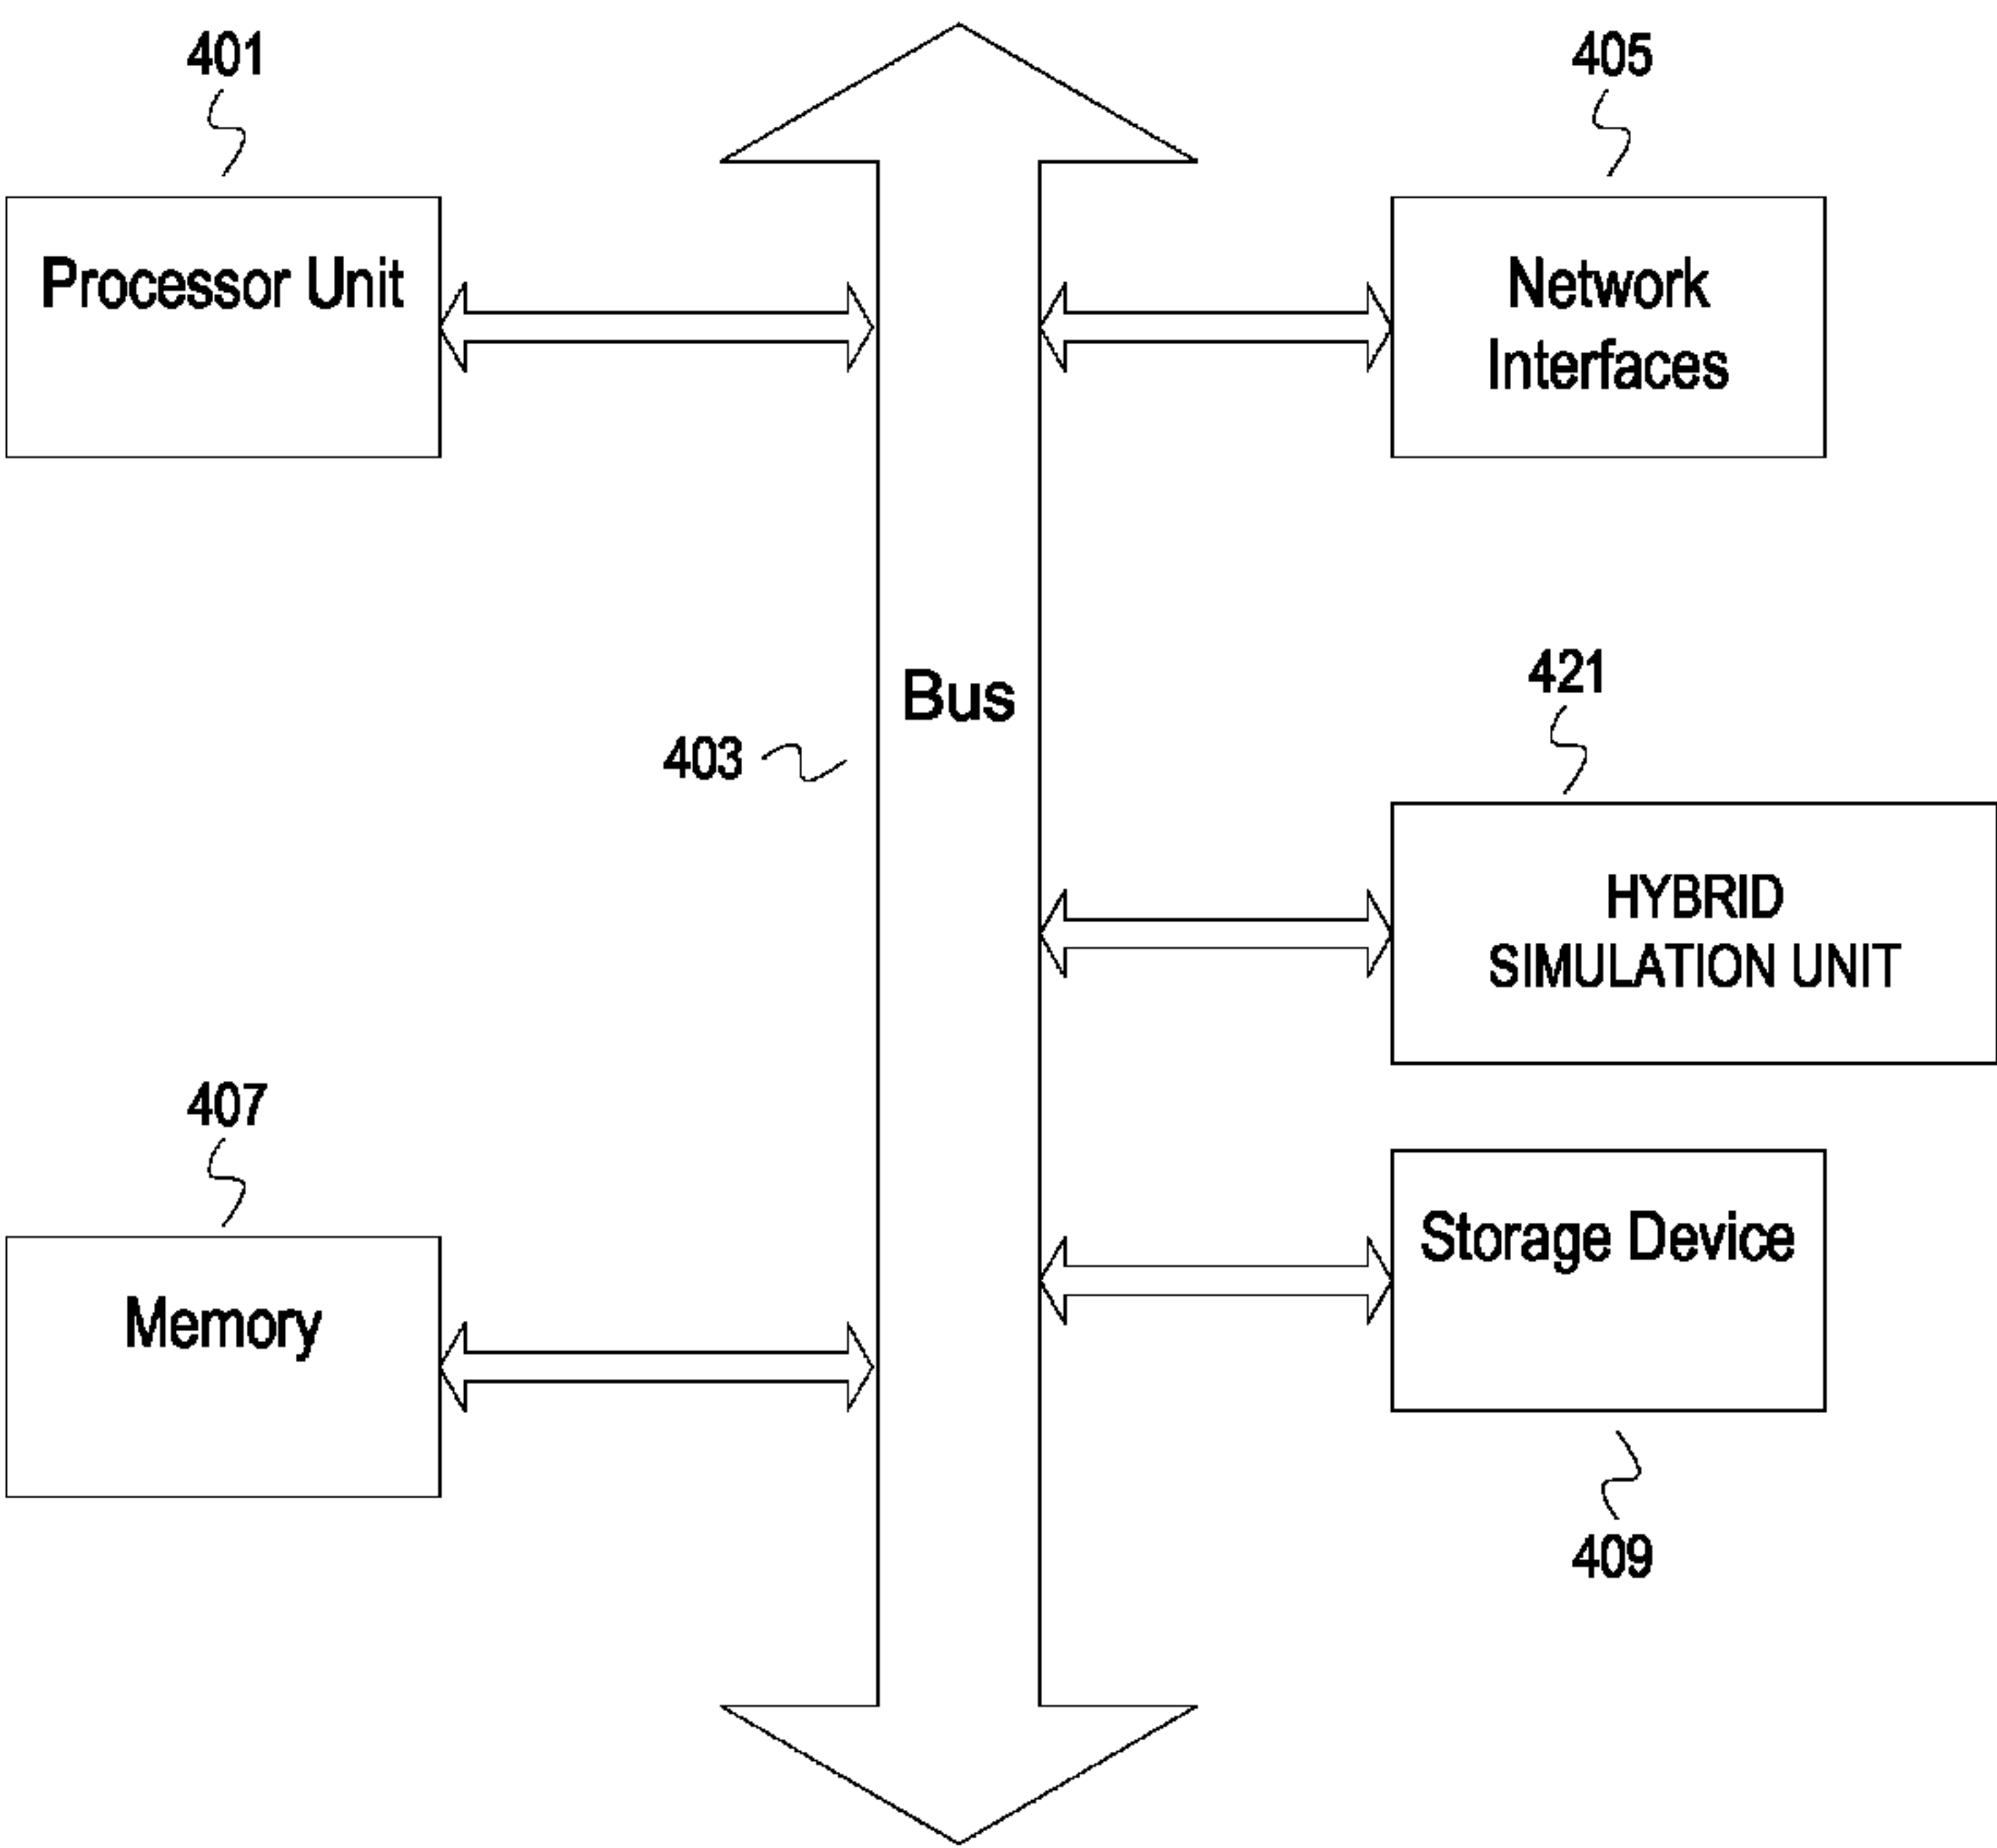 401
405
Processor Unit
Network
Interfaces
Bus
421
403
HYBRID
SIMULATION UNIT
407
Storage Device
Memory
409